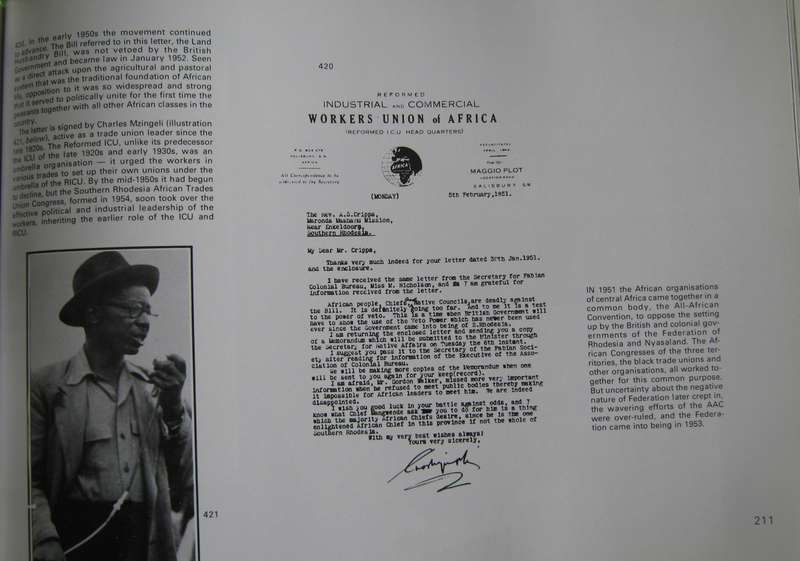 420. In the early 1950s the movement continued
to advance. The Bill referred to in this letter, the Land
Husbandry Bill, was not vetoed by the British
Government and became law in January 1952. Seen
as a direct attack upon the agricultural and pastoral
system that was the traditional foundation of African
life, opposition to it was so widespread and strong
that it served to politically unite for the first time the
peasants together with all other African classes in the
country.
The letter is signed by Charles Mzingeli (illustration
421, below), active as a trade union leader since the
late 1920s. The Reformed ICU, unlike its predecessor
the ICU of the late 1920s and early 1930s, was an
umbrella organisation — it urged the workers in
various trades to set up their own unions under the
umbrella of the RICU. By the mid-1950s it had begun
to decline, but the Southern Rhodesia African Trades
Union Congress, formed in 1954, soon took over the
effective political and industrial leadership of the
workers, inheriting the earlier role of the ICU and
RICU.
421
420
REFORMED
INDUSTRIAL AND COMMERCIAL
WORKERS UNION of AFRICA
(REFORMED I.C.U HEAD QUARTERS)
All Correspondence to be
addressed to the Secretary
AFRICA
MAGGIO PLOT
SALISBURY SR
(MONDAY)
5th February,1951.
The Rev. A.S.Cripps,
Maronda Mashanu Mission,
Near Enkeldoorn,
Southern Rhodesia.
My Dear Mr. Cripps,
Thanks very much indeed for your letter dated 30th Jan.1951.
and the enclosure.
I have received the same letter from the Secretary for Fabian
Colonial Bureau, Miss M. Nicholson, and I am grateful for
information received from the letter.
African people, Chiefs Native Councils, are deadly against
the Bill. It is definitely going too far. And to me it is a test
to the power of veto. This is a time when British Government will
have to show the use of the Veto Power which has never been used
ever since the Government came into being of S.Rhodesia.
I am returning the enclosed letter and sending you a copy
of a Memorandum which will be submitted to the Minister through
the Secretary for Native Affairs on Tuesday the 6th instant.
I suggest you pass it to the Secretary of the Fabian Soci-
ety after reading for information of the Executive of the Asso-
ciation of Colonial Bureau.
We will be making more copies of the Memorandum when one
will be sent to you again for your keep(record).
I am afraid, Mr. Gordon Walker, missed more very important
information when he refused to meet public bodies thereby making
it impossible for African leaders to meet him. We are indeed
disappointed.
I wish you good luck in your battle against odds, and ?
know what Chief Mangwende ask you to do for him is a thing
which the majority African Chiefs desire, since he is the one
enlightened African Chief in this province if not the whole of
Southern Rhodesia.
With my very best wishes always!
Yours very sincerely,
IN 1951 the African organisations
of central Africa came together in a
common body, the All-African
Convention, to oppose the setting
up by the British and colonial gov-
ernments of the Federation of
Rhodesia and Nyasaland. The Af-
rican Congresses of the three ter-
ritories, the black trade unions and
other organisations, all worked to-
gether for this common purpose.
But uncertainty about the negative
nature of Federation later crept in,
the wavering efforts of the AAC
were over-ruled, and the Federa-
tion came into being in 1953.
211